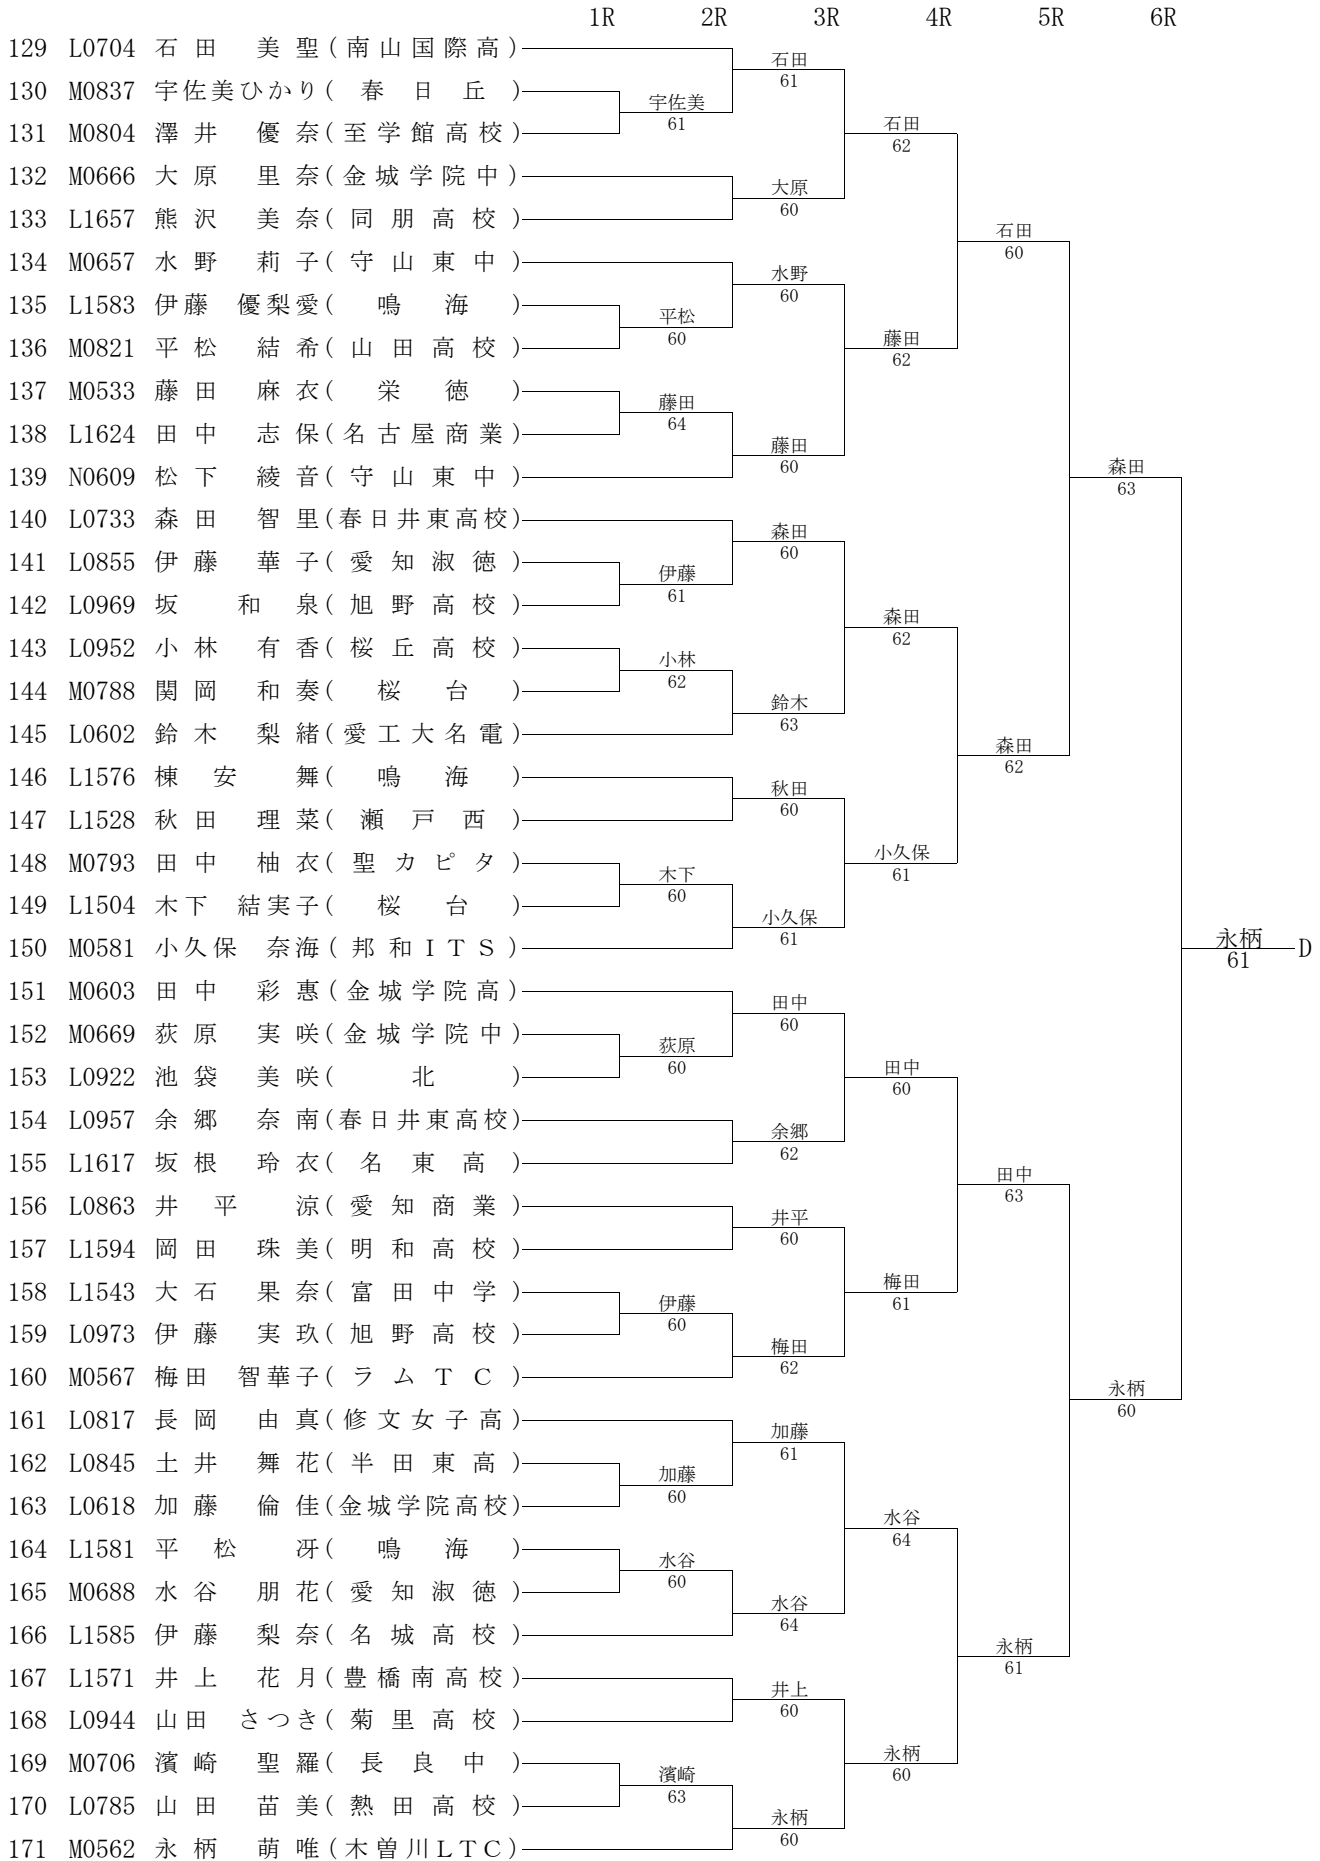 1R 2R 3R 4R 5R 6R
129 L0704 石田 美聖(南山国際高)
石田
61
130 M0837 宇佐美ひかり(春日丘)
宇佐美
61
131 M0804 澤井 優奈(至学館高校)
石田
62
132 M0666 大原 里奈(金城学院中)
大原
60
133 L1657 熊沢 美奈(同朋高校)
石田
60
134 M0657 水野 莉子(守山東中)
水野
60
135 L1583 伊藤 優梨愛(鳴海)
平松
60
136 M0821 平松 結希(山田高校)
藤田
62
137 M0533 藤田 麻衣(栄徳)
藤田
64
138 L1624 田中 志保(名古屋商業)
藤田
60
139 N0609 松下 綾音(守山東中)
森田
63
140 L0733 森田 智里(春日井東高校)
森田
60
141 L0855 伊藤 華子(愛知淑徳)
伊藤
61
142 L0969 坂 和泉(旭野高校)
森田
62
143 L0952 小林 有香(桜丘高校)
小林
62
144 M0788 関岡 和奏(桜台)
鈴木
63
145 L0602 鈴木 梨緒(愛工大名電)
森田
62
146 L1576 棟安 舞(鳴海)
秋田
60
147 L1528 秋田 理菜(瀬戸西)
小久保
61
148 M0793 田中 柚衣(聖カピタ)
木下
60
149 L1504 木下 結実子(桜台)
小久保
61
150 M0581 小久保 奈海(邦和ITS)
永柄
61
D
151 M0603 田中 彩惠(金城学院高)
田中
60
152 M0669 荻原 実咲(金城学院中)
荻原
60
153 L0922 池袋 美咲(北)
田中
60
154 L0957 余郷 奈南(春日井東高校)
余郷
62
155 L1617 坂根 玲衣(名東高)
田中
63
156 L0863 井平 涼(愛知商業)
井平
60
157 L1594 岡田 珠美(明和高校)
梅田
61
158 L1543 大石 果奈(富田中学)
伊藤
60
159 L0973 伊藤 実玖(旭野高校)
梅田
62
160 M0567 梅田 智華子(ラムTC)
永柄
60
161 L0817 長岡 由真(修文女子高)
加藤
61
162 L0845 土井 舞花(半田東高)
加藤
60
163 L0618 加藤 倫佳(金城学院高校)
水谷
64
164 L1581 平松 冴(鳴海)
水谷
60
165 M0688 水谷 朋花(愛知淑徳)
水谷
64
166 L1585 伊藤 梨奈(名城高校)
永柄
61
167 L1571 井上 花月(豊橋南高校)
井上
60
168 L0944 山田 さつき(菊里高校)
永柄
60
169 M0706 濱崎 聖羅(長良中)
濱崎
63
170 L0785 山田 苗美(熱田高校)
永柄
60
171 M0562 永柄 萌唯(木曽川LTC)